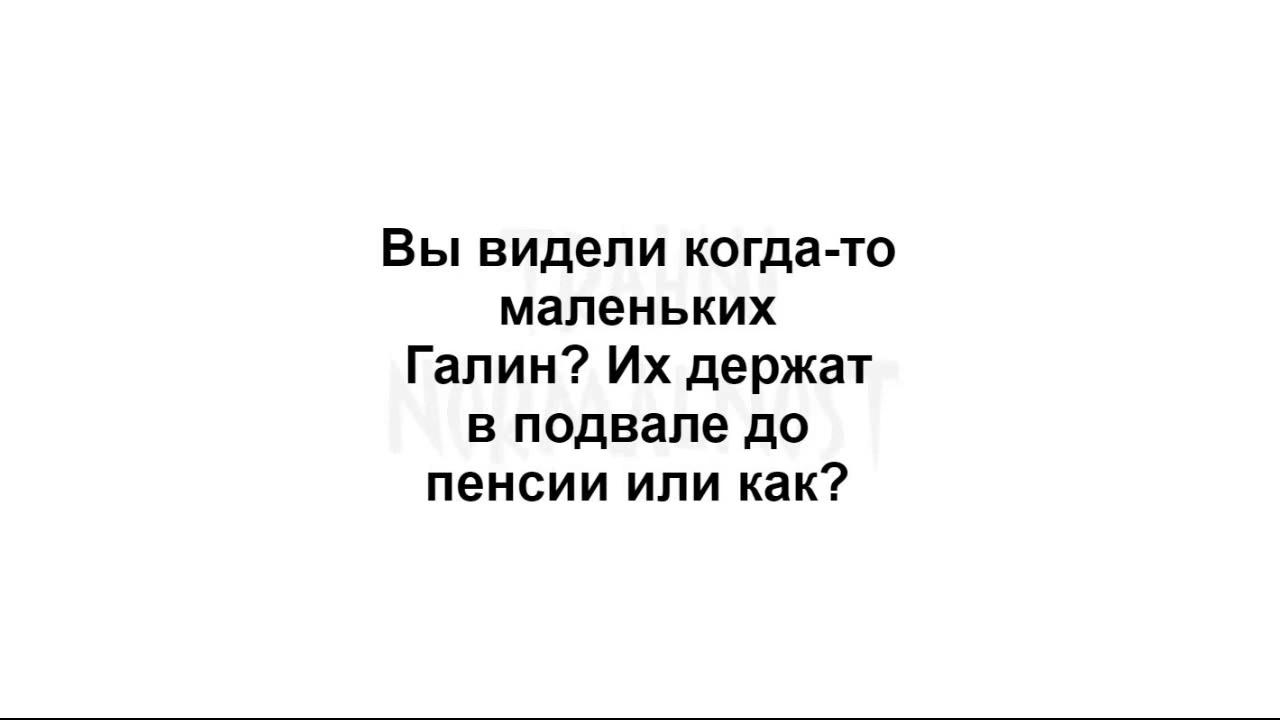 Вы видели когда-то
маленьких
Галин? Их держат
в подвале до
пенсии или как?